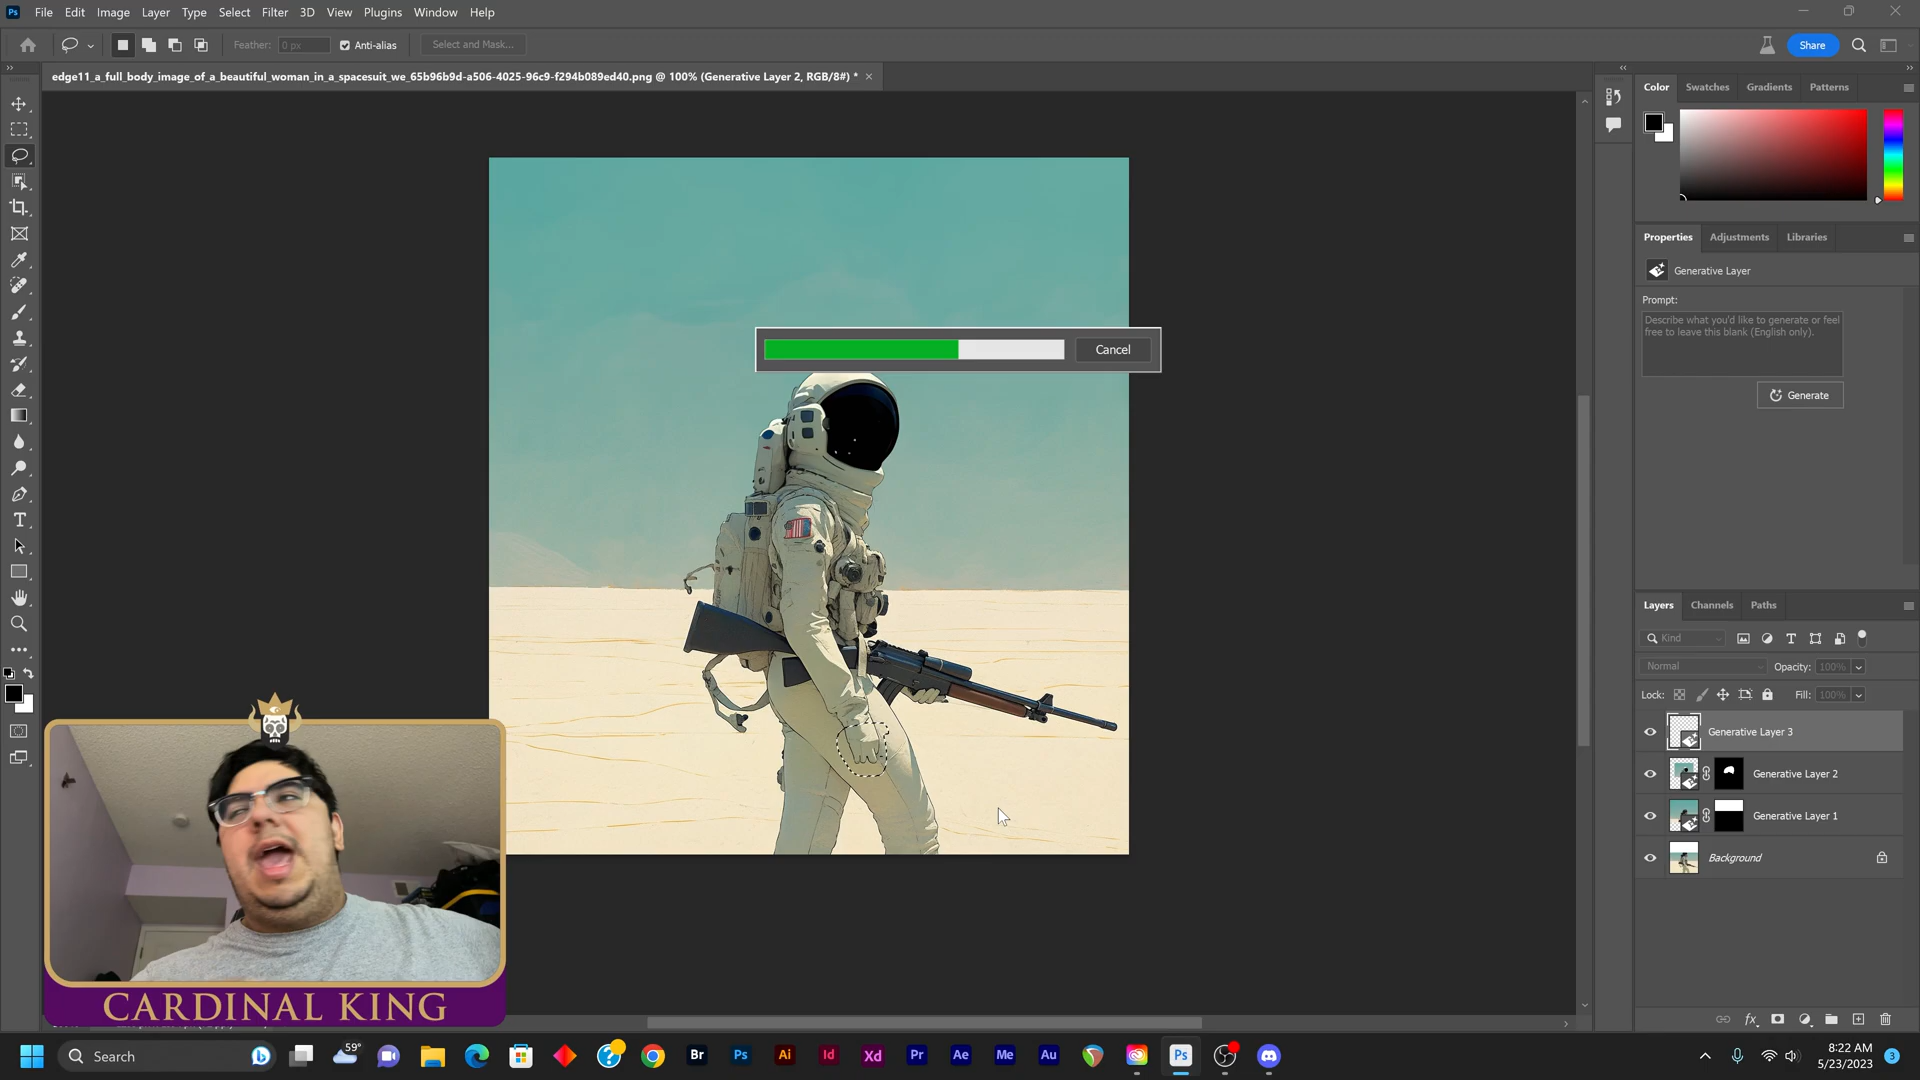 Ps File Edit Image Layer Type Select Filter 3D View Plugins Window Help
Feather: 0 px Anti-alias Select and Mask... Share
edge11_a_full_body_image_of_a_beautiful_woman_in_a_spacesuit_we_65b96b9d-a506-4025-96c9-f294b089ed40.png @ 100% (Generative Layer 2, RGB/8#) *
Color Swatches Gradients Patterns
Properties Adjustments Libraries
Generative Layer
Prompt:
Describe what you'd like to generate or feel
free to leave this blank (English only).
Generate
Cancel
Layers Channels Paths
Kind
Normal Opacity: 100%
Lock: Fill: 100%
Generative Layer 3
Generative Layer 2
Generative Layer 1
Background
CARDINAL KING
fx
Search
59°
Br Ps Ai Id Xd Pr Ae Me Au Ps
8:22 AM
5/23/2023
3